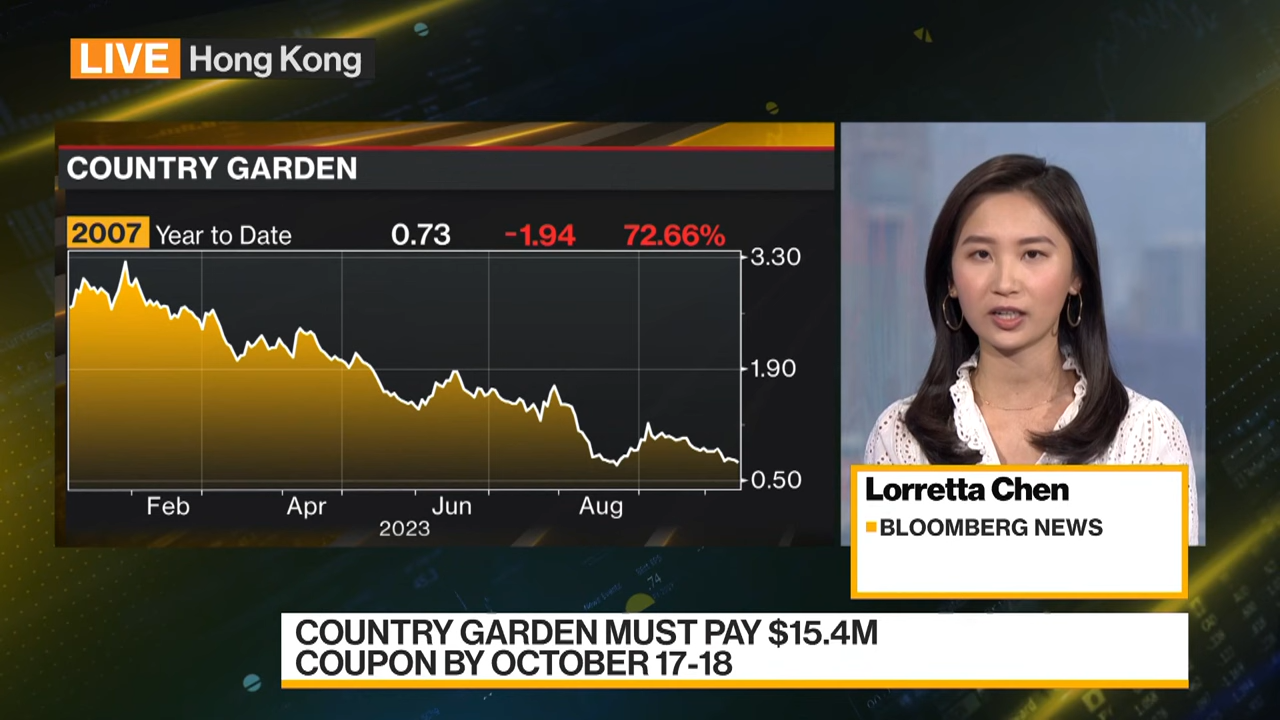 LIVE Hong Kong
COUNTRY GARDEN
2007 Year to Date 0.73 -1.94 72.66%
3.30
1.90
0.50
Feb Apr Jun Aug
2023
Lorretta Chen
BLOOMBERG NEWS
COUNTRY GARDEN MUST PAY $15.4M
COUPON BY OCTOBER 17-18